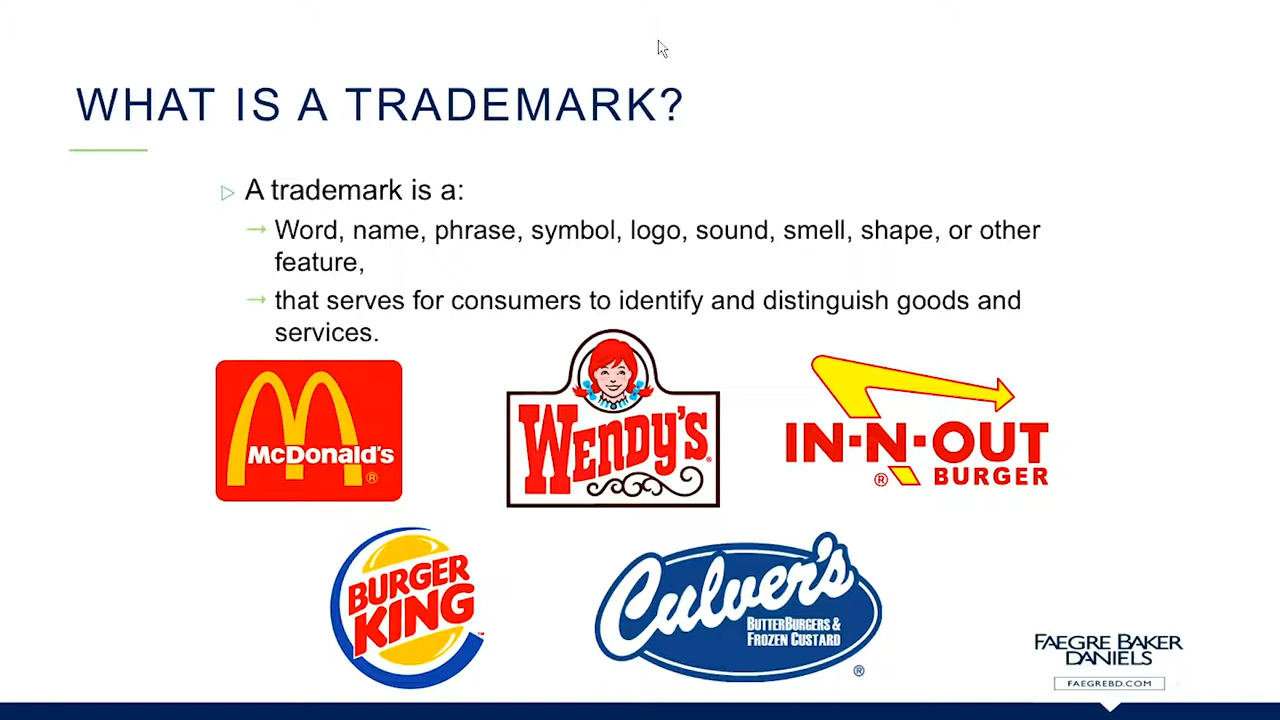 WHAT IS A TRADEMARK?
A trademark is a:
Word, name, phrase, symbol, logo, sound, smell, shape, or other
feature,
that serves for consumers to identify and distinguish goods and
services.
McDonald's
®
WENDY'S
®
IN-N-OUT
® BURGER
BURGER
KING
™
Culver's
BUTTERBURGERS &
FROZEN CUSTARD
®
FAEGRE BAKER
DANIELS
FAEGREBD.COM